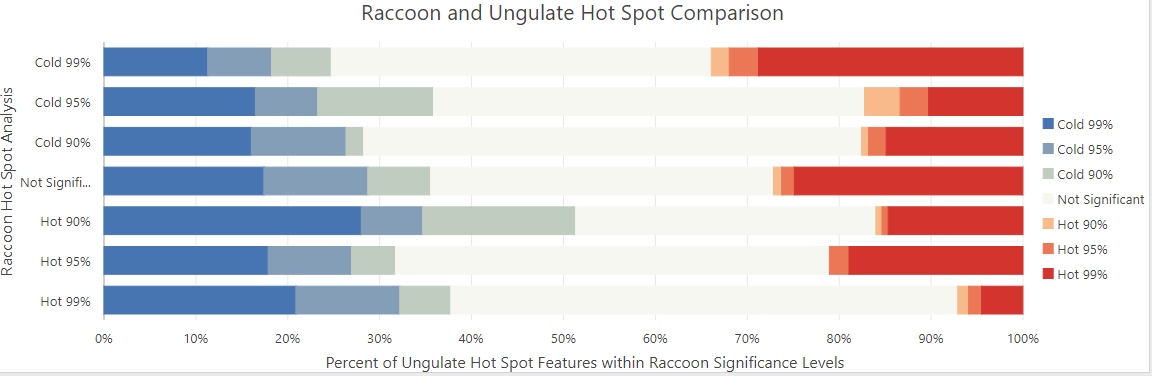 Raccoon and Ungulate Hot Spot Comparison
Raccoon Hot Spot Analysis
Cold 99%
Cold 95%
Cold 90%
Not Signifi...
Hot 90%
Hot 95%
Hot 99%
0% 10% 20% 30% 40% 50% 60% 70% 80% 90% 100%
Percent of Ungulate Hot Spot Features within Raccoon Significance Levels
Cold 99%
Cold 95%
Cold 90%
Not Significant
Hot 90%
Hot 95%
Hot 99%